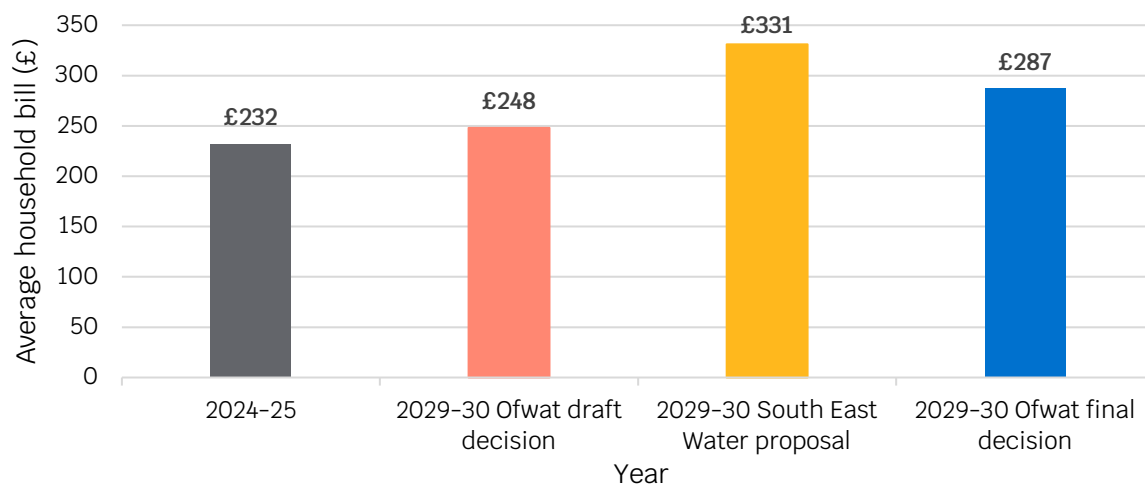 Average household bill (£)
350
300
250
200
150
100
50
0
£232
£248
£331
£287
2024-25
2029-30 Ofwat draft
decision
2029-30 South East
Water proposal
2029-30 Ofwat final
decision
Year